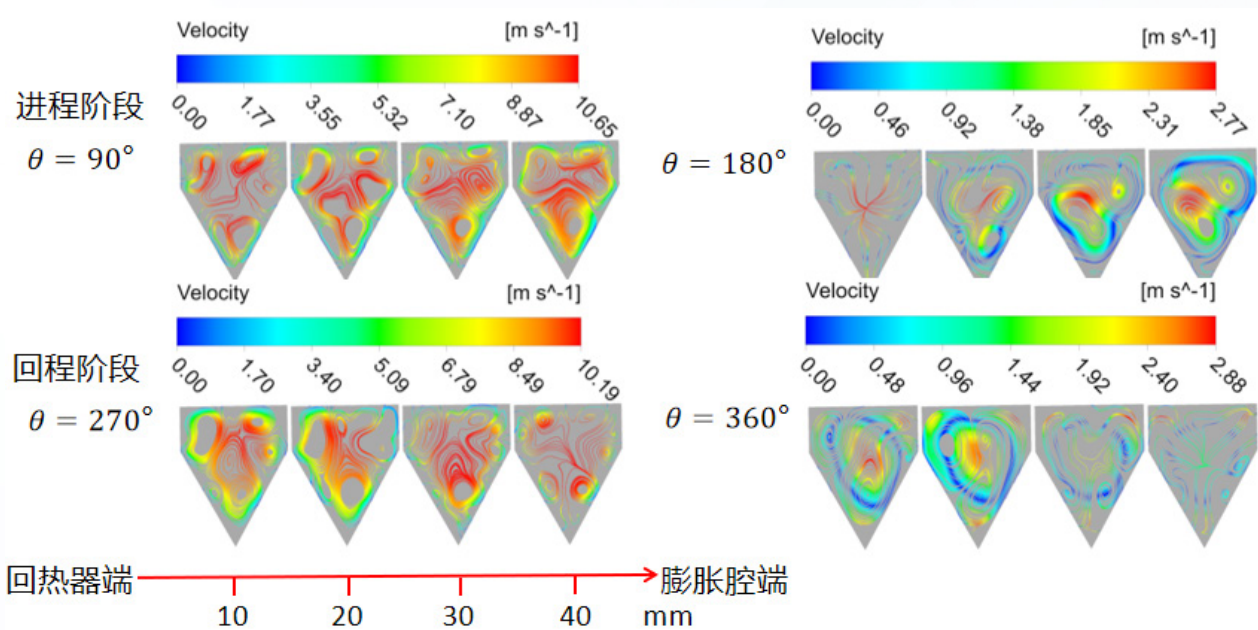 Velocity [m s^-1]
0.00 1.77 3.55 5.32 7.10 8.87 10.65
进程阶段
θ = 90°
Velocity [m s^-1]
0.00 0.46 0.92 1.38 1.85 2.31 2.77
θ = 180°
Velocity [m s^-1]
0.00 1.70 3.40 5.09 6.79 8.49 10.19
回程阶段
θ = 270°
Velocity [m s^-1]
0.00 0.48 0.96 1.44 1.92 2.40 2.88
θ = 360°
回热器端 膨胀腔端
10 20 30 40 mm